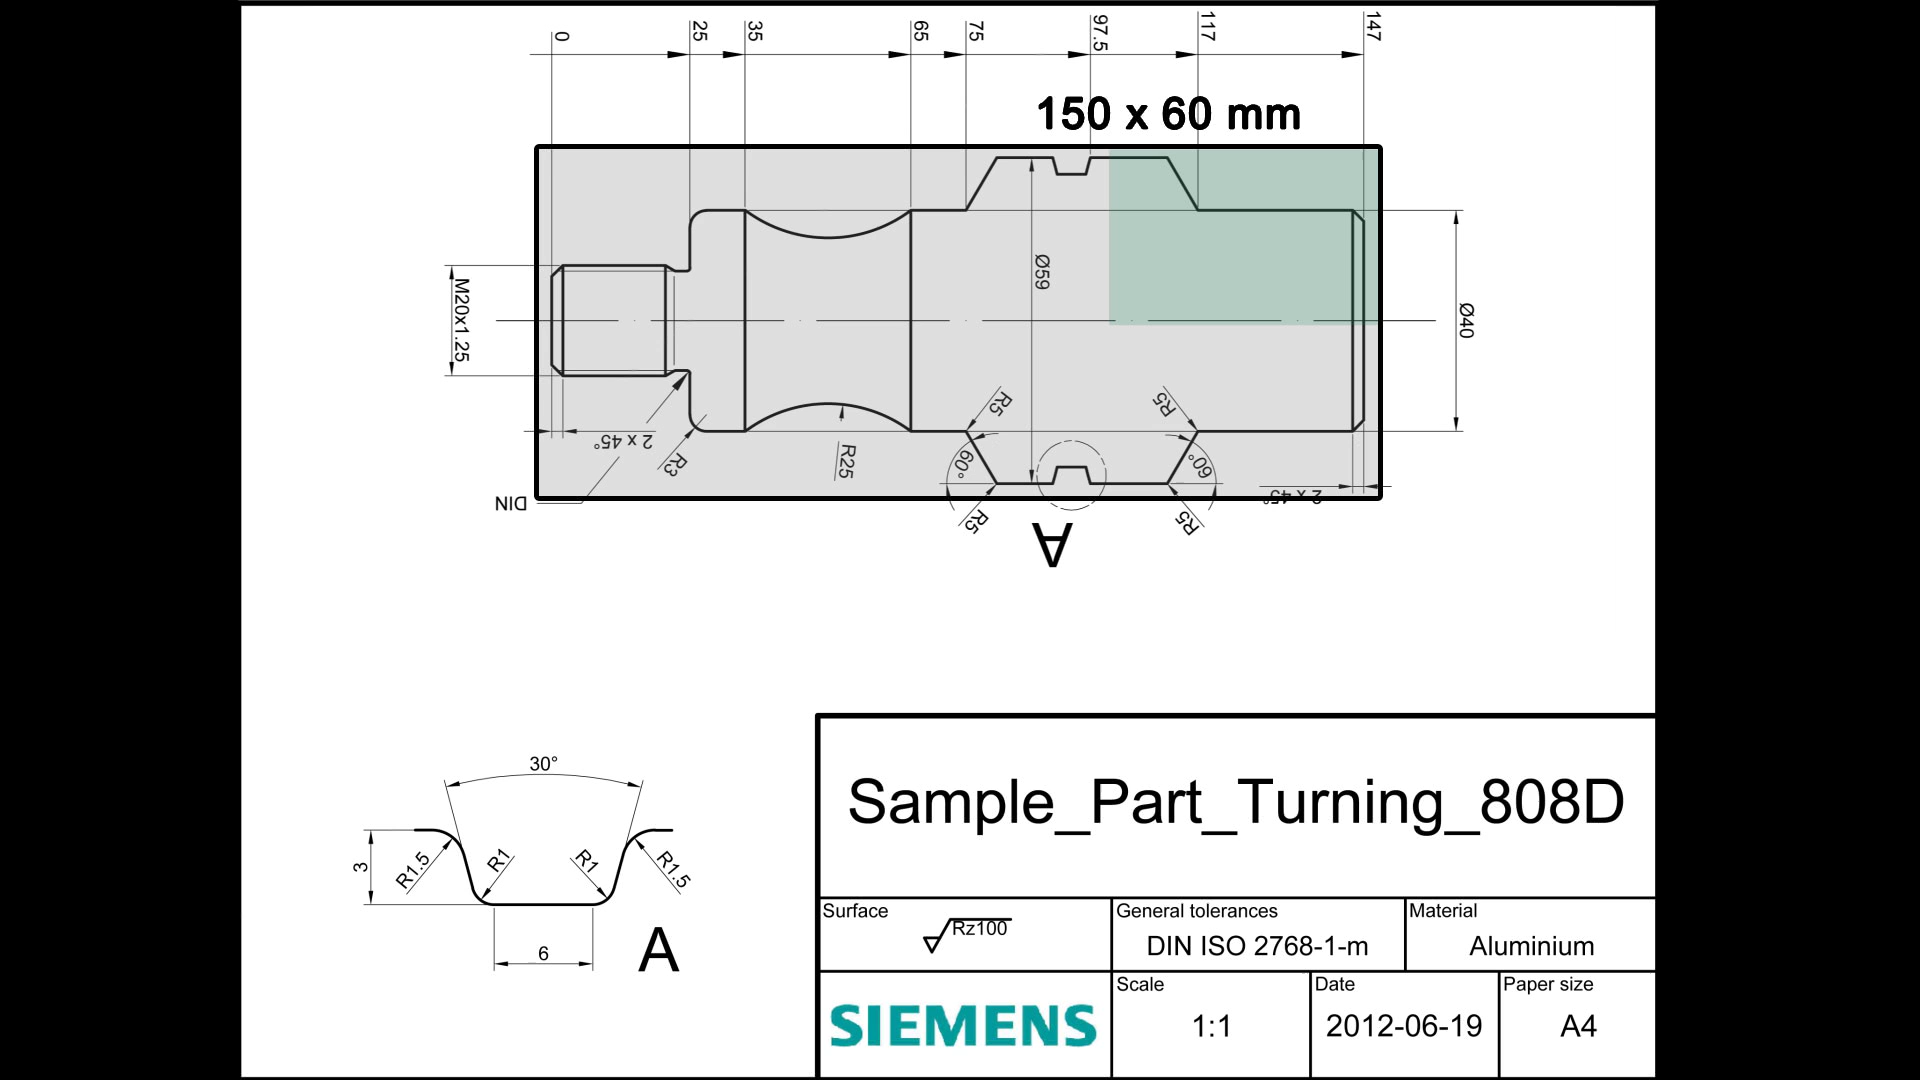 0
25
35
65
75
97.5
117
147
150 x 60 mm
M20x1.25
Ø59
Ø40
2 x 45°
R3
R25
R5
R5
60°
60°
DIN
R5
R5
2 x 45°
A
30°
3
R1.5
R1
R1
R1.5
6
A
Sample_Part_Turning_808D
Surface
Rz100
General tolerances
DIN ISO 2768-1-m
Material
Aluminium
SIEMENS
Scale
1:1
Date
2012-06-19
Paper size
A4